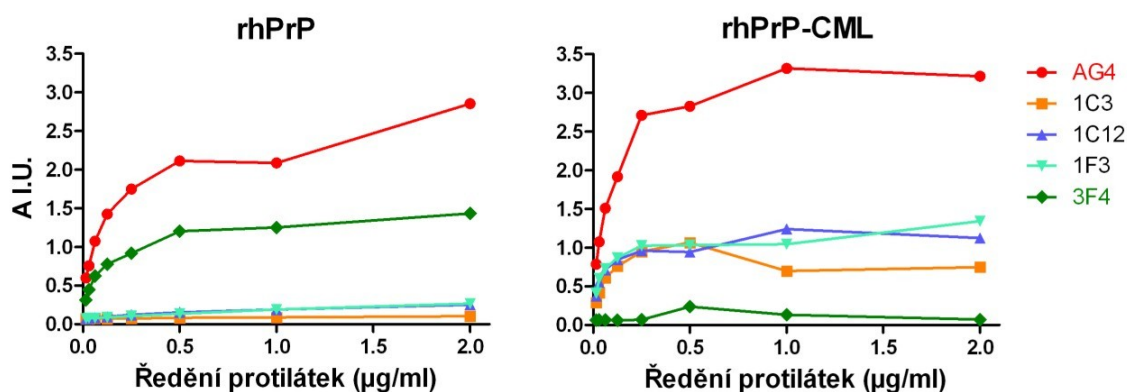 rhPrP
3.5
3.0
2.5
2.0
1.5
1.0
0.5
0.0
A I.U.
0.0 0.5 1.0 1.5 2.0
Ředění protilátek (µg/ml)
rhPrP-CML
3.5
3.0
2.5
2.0
1.5
1.0
0.5
0.0
0.0 0.5 1.0 1.5 2.0
Ředění protilátek (µg/ml)
AG4
1C3
1C12
1F3
3F4